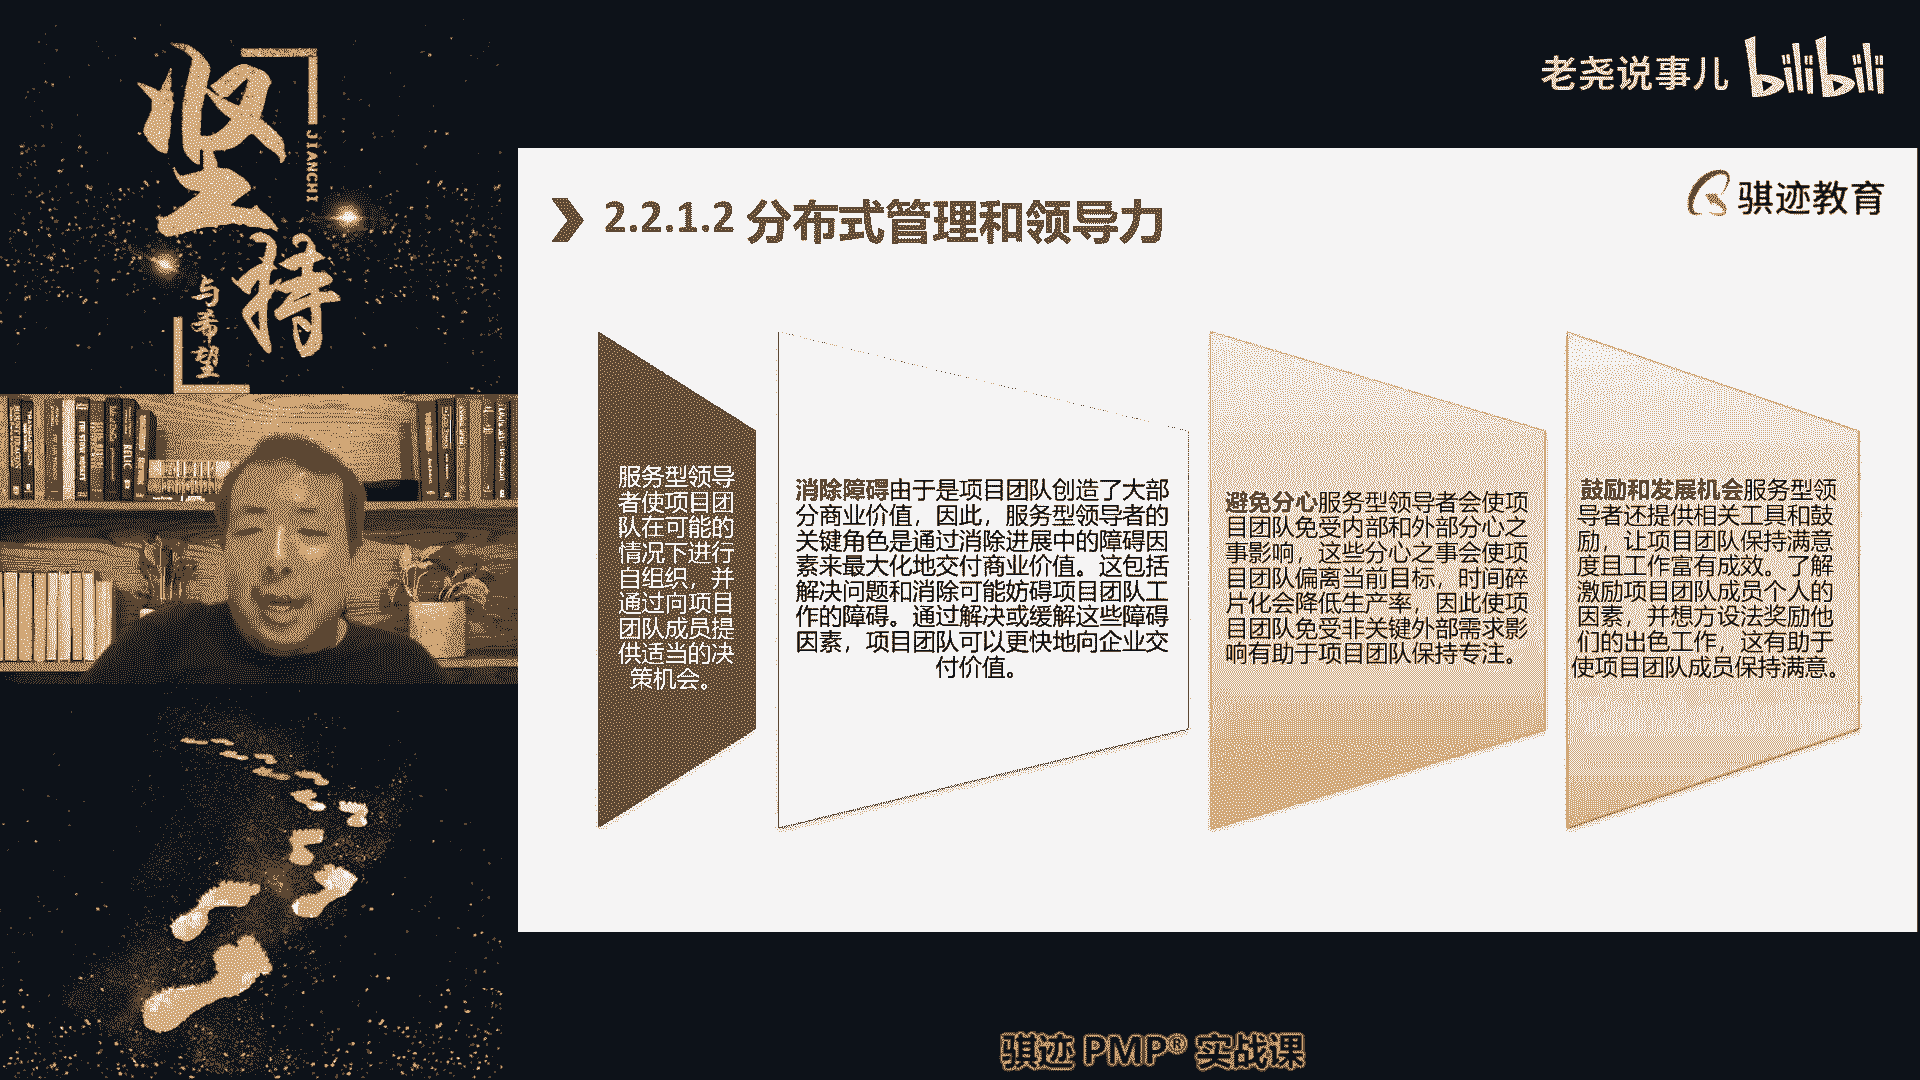 坚持
JIANCHI
与希望
老尧说事儿 bilibili
骐迹教育
2.2.1.2 分布式管理和领导力
服务型领导
者使项目团
队在可能的
情况下进行
自组织，并
通过向项目
团队成员提
供适当的决
策机会。
消除障碍由于是项目团队创造了大部
分商业价值，因此，服务型领导者的
关键角色是通过消除进展中的障碍因
素来最大化地交付商业价值。这包括
解决问题和消除可能妨碍项目团队工
作的障碍。通过解决或缓解这些障碍
因素，项目团队可以更快地向企业交
付价值。
避免分心服务型领导者会使项
目团队免受内部和外部分心之
事影响，这些分心之事会使项
目团队偏离当前目标，时间碎
片化会降低生产率，因此使项
目团队免受非关键外部需求影
响有助于项目团队保持专注。
鼓励和发展机会服务型领
导者还提供相关工具和鼓
励，让项目团队保持满意
度且工作富有成效。了解
激励项目团队成员个人的
因素，并想方设法奖励他
们的出色工作，这有助于
使项目团队成员保持满意。
骐迹 PMP® 实战课